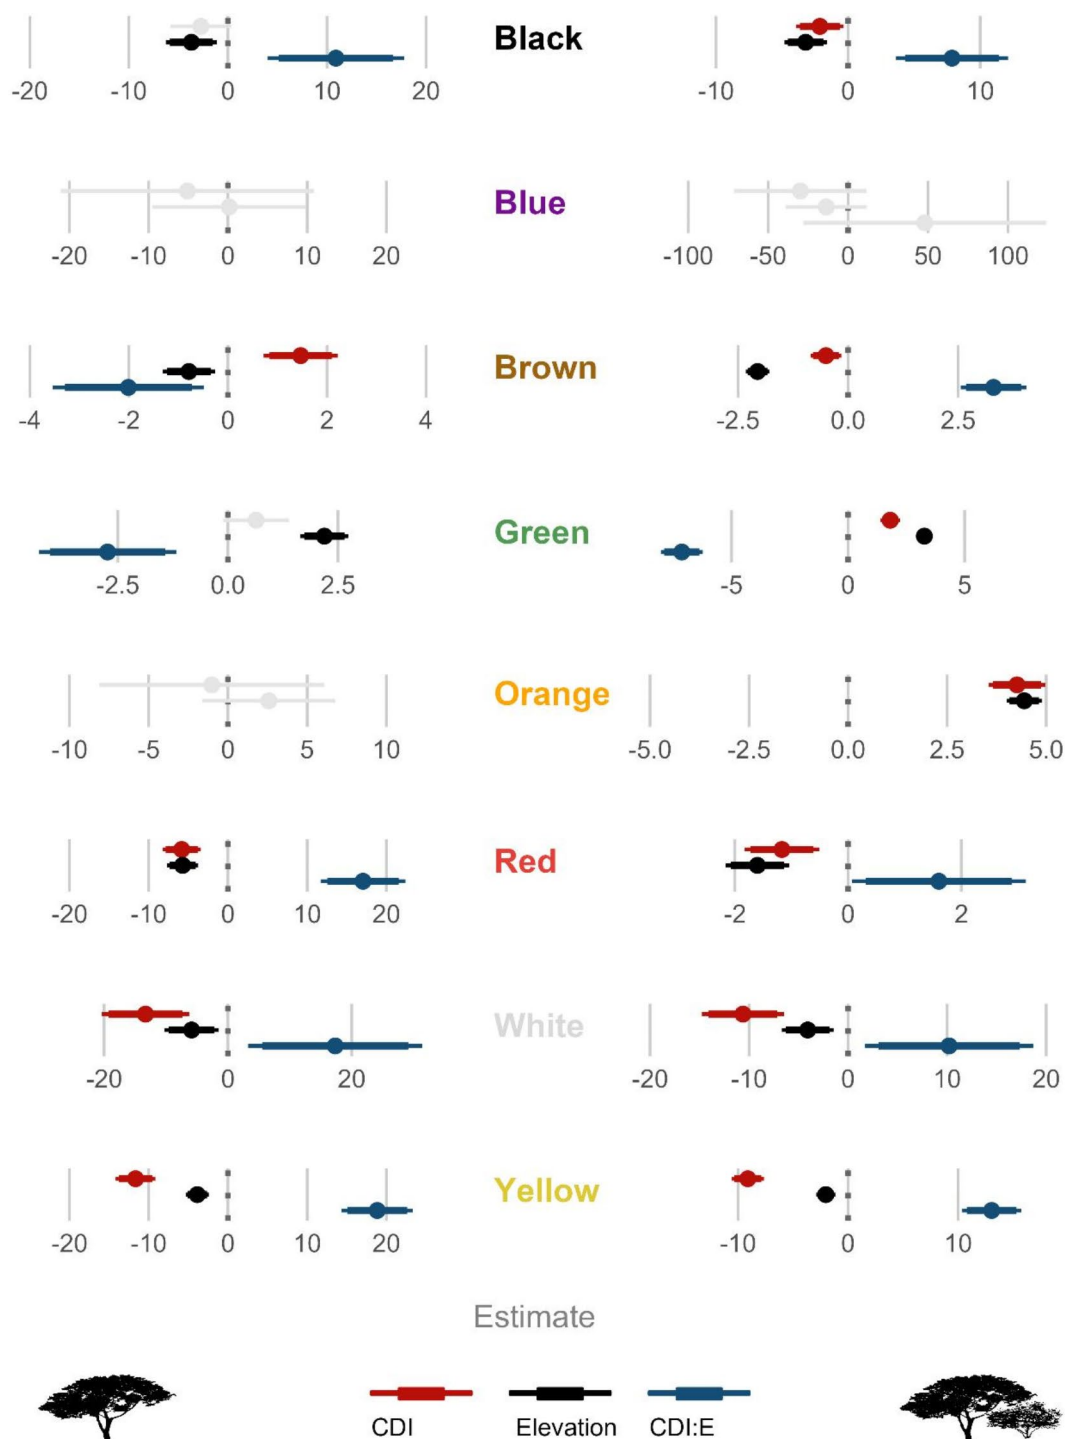 Black
-20 -10 0 10 20 -10 0 10
Blue
-20 -10 0 10 20 -100 -50 0 50 100
Brown
-4 -2 0 2 4 -2.5 0.0 2.5
Green
-2.5 0.0 2.5 -5 0 5
Orange
-10 -5 0 5 10 -5.0 -2.5 0.0 2.5 5.0
Red
-20 -10 0 10 20 -2 0 2
White
-20 0 20 -20 -10 0 10 20
Yellow
-20 -10 0 10 20 -10 0 10
Estimate
CDI Elevation CDI:E